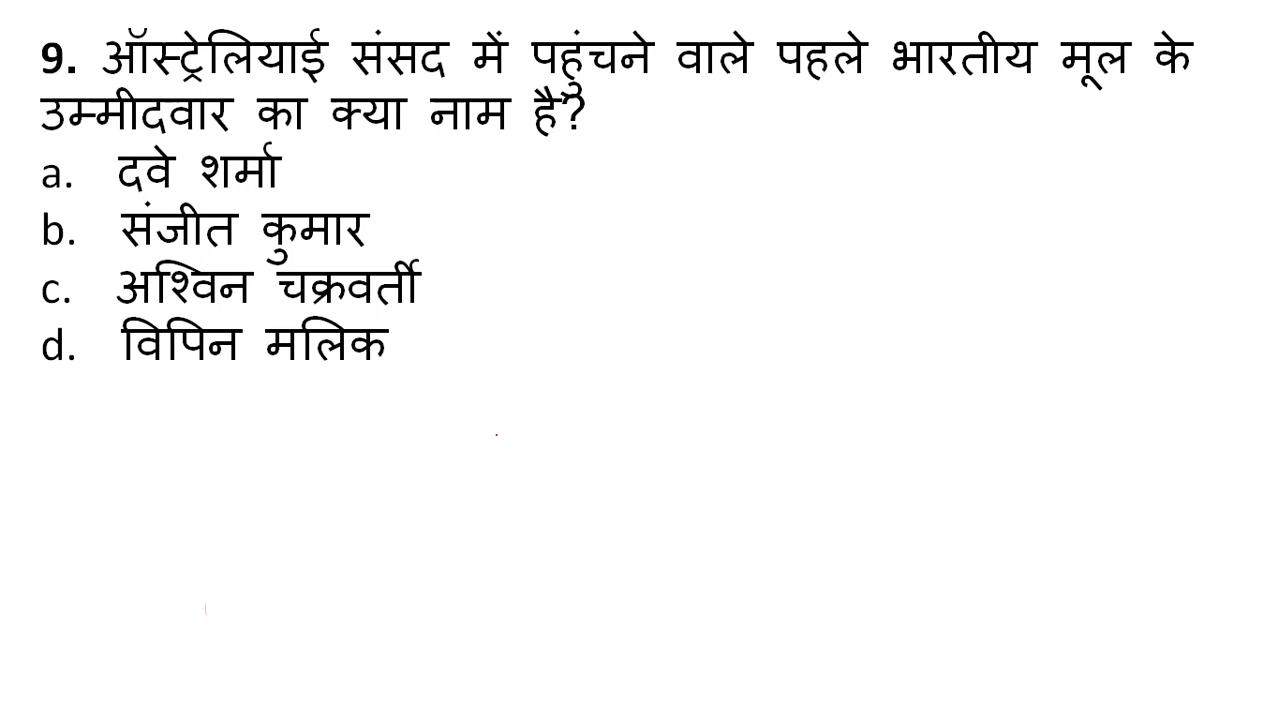 9. ऑस्ट्रेलियाई संसद में पहुंचने वाले पहले भारतीय मूल के
उम्मीदवार का क्या नाम है?
a. दवे शर्मा
b. संजीत कुमार
c. अश्विन चक्रवर्ती
d. विपिन मलिक